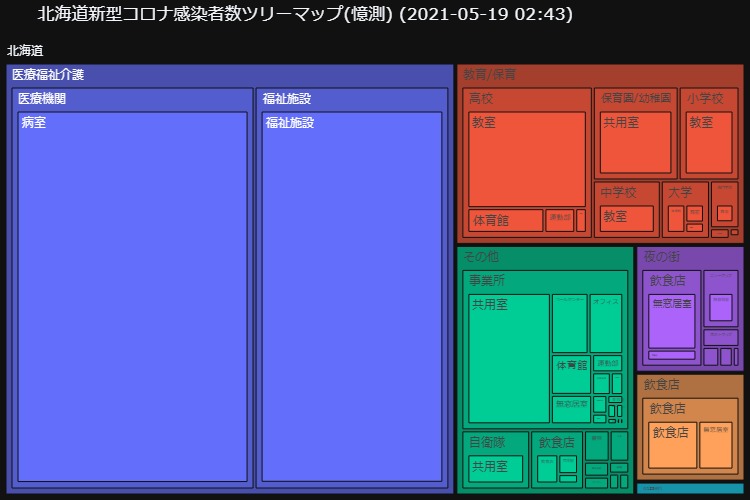 北海道新型コロナ感染者数ツリーマップ(憶測) (2021-05-19 02:43)
北海道
医療福祉介護
医療機関
病室
福祉施設
福祉施設
教育/保育
高校
教室
体育館
運動部
保育園/幼稚園
共用室
小学校
教室
中学校
教室
大学
その他
事業所
共用室
オフィス
体育館
運動部
無窓居室
自衛隊
共用室
飲食店
夜の街
飲食店
無窓居室
飲食店
飲食店
飲食店
無窓居室